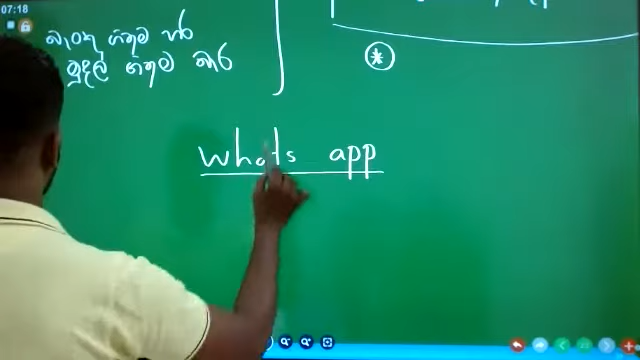 07:18
බැංකු ගිණුම හර
මුදල් ගිණුම බැර
whats app